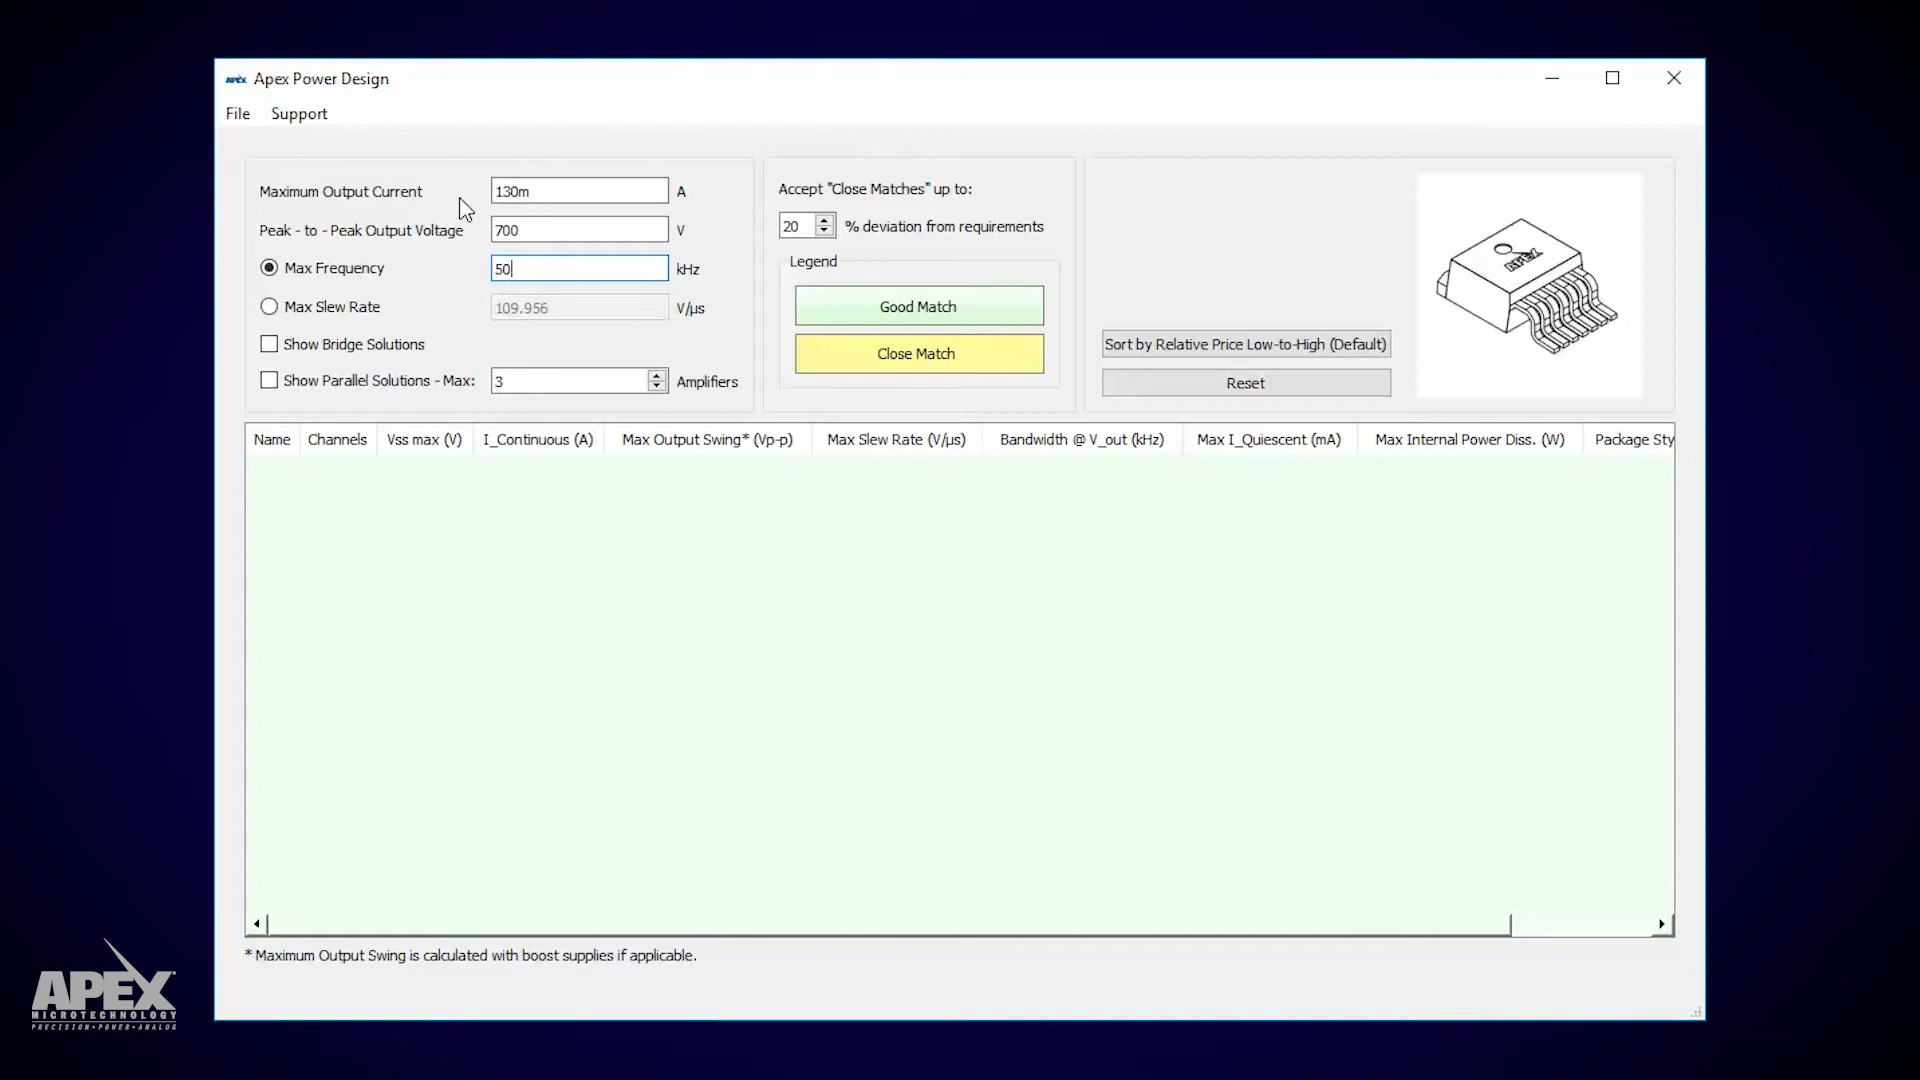 APEX Apex Power Design
File Support
Maximum Output Current 130m A
Peak - to - Peak Output Voltage 700 V
Max Frequency 50 kHz
Max Slew Rate 109.956 V/µs
Show Bridge Solutions
Show Parallel Solutions - Max: 3 Amplifiers
Accept "Close Matches" up to:
20 % deviation from requirements
Legend
Good Match
Close Match
Sort by Relative Price Low-to-High (Default)
Reset
APEX
Name Channels Vss max (V) I_Continuous (A) Max Output Swing* (Vp-p) Max Slew Rate (V/µs) Bandwidth @ V_out (kHz) Max I_Quiescent (mA) Max Internal Power Diss. (W) Package Sty
* Maximum Output Swing is calculated with boost supplies if applicable.
APEX
MICROTECHNOLOGY
PRECISION•POWER•ANALOG